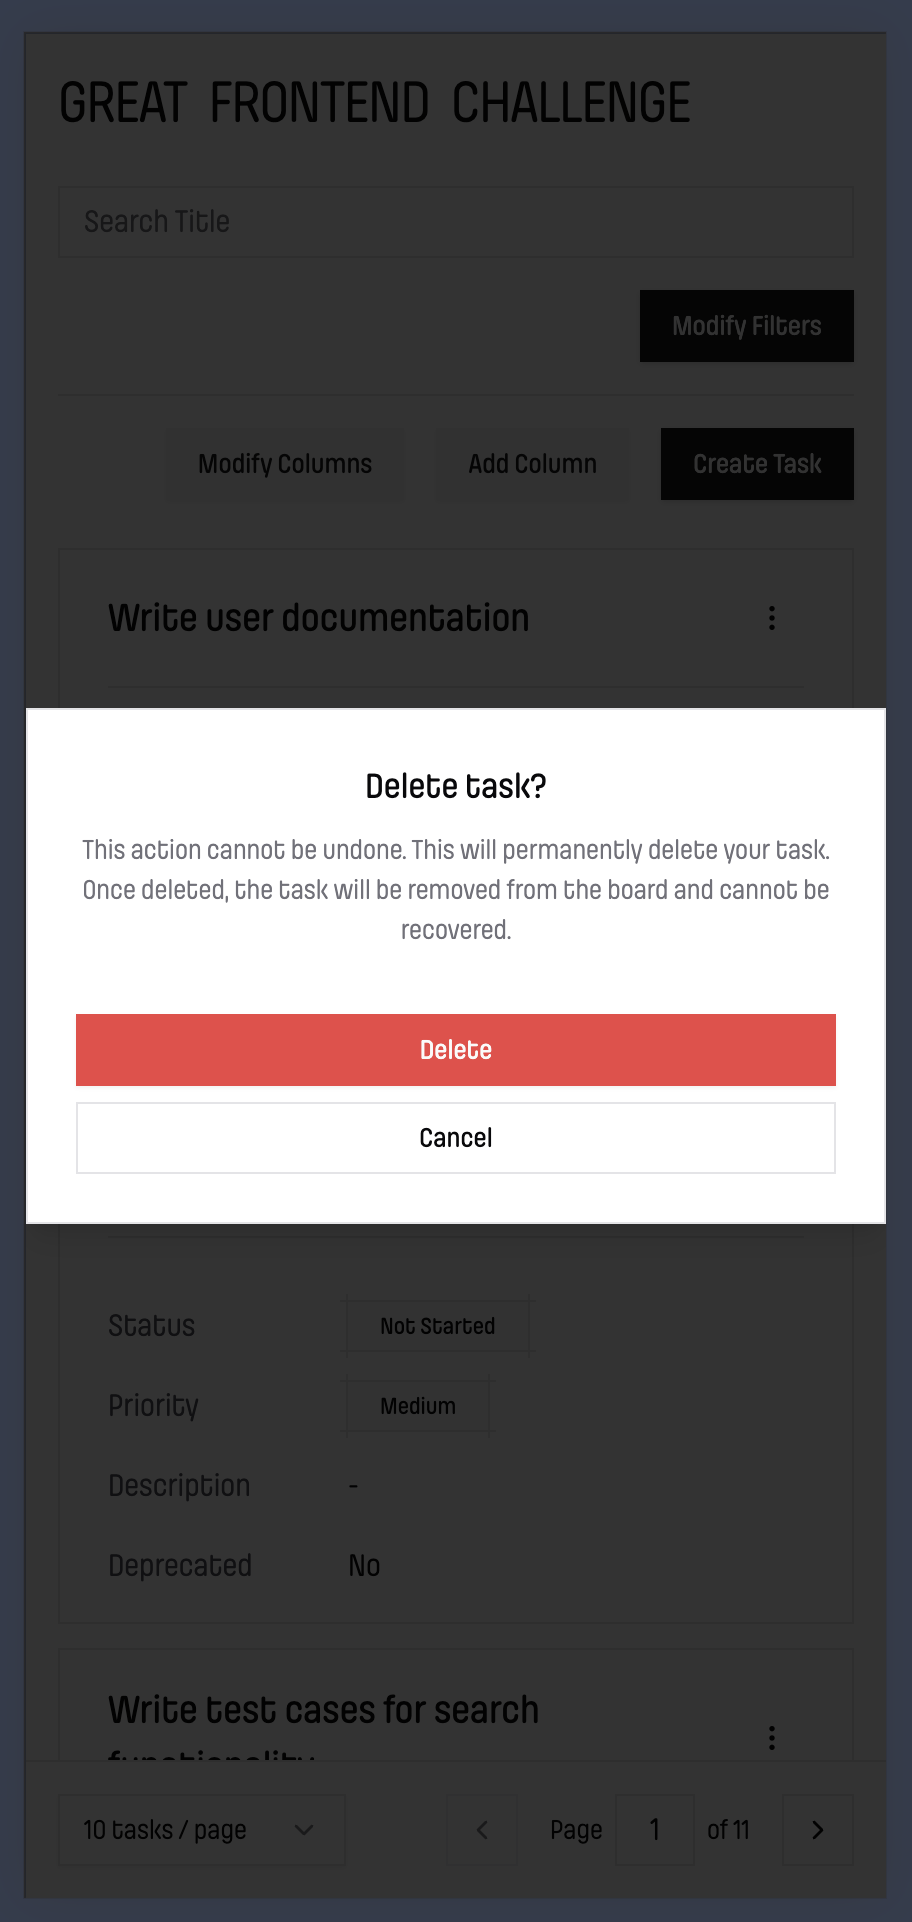 GREAT FRONTEND CHALLENGE
Search Title
Modify Filters
Modify Columns
Add Column
Create Task
Write user documentation
Delete task?
This action cannot be undone. This will permanently delete your task.
Once deleted, the task will be removed from the board and cannot be
recovered.
Delete
Cancel
Status
Not Started
Priority
Medium
Description
-
Deprecated
No
Write test cases for search
functionality
10 tasks / page
Page 1 of 11